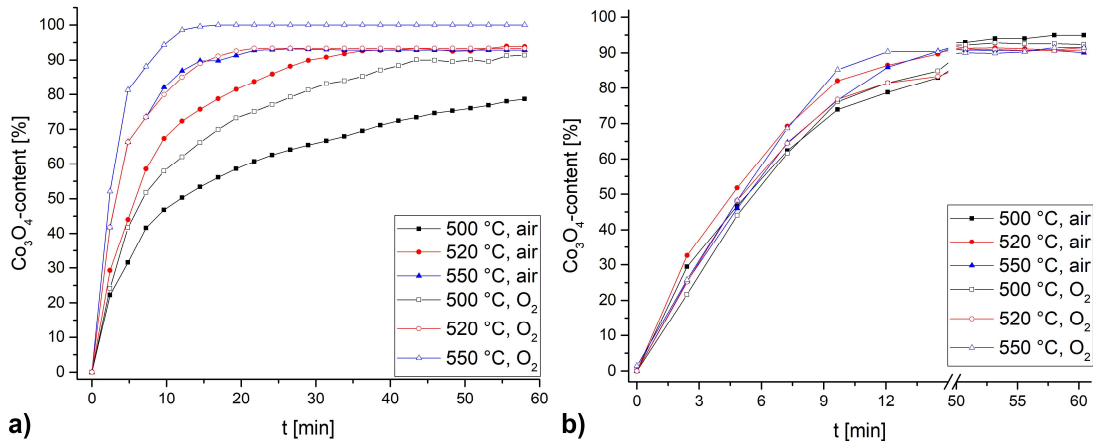 100
90
80
70
60
50
40
30
20
10
0
Co₃O₄-content [%]
500 °C, air
520 °C, air
550 °C, air
500 °C, O₂
520 °C, O₂
550 °C, O₂
0 10 20 30 40 50 60
t [min]
a)
100
90
80
70
60
50
40
30
20
10
0
Co₃O₄-content [%]
500 °C, air
520 °C, air
550 °C, air
500 °C, O₂
520 °C, O₂
550 °C, O₂
0 3 6 9 12 50 55 60
t [min]
b)